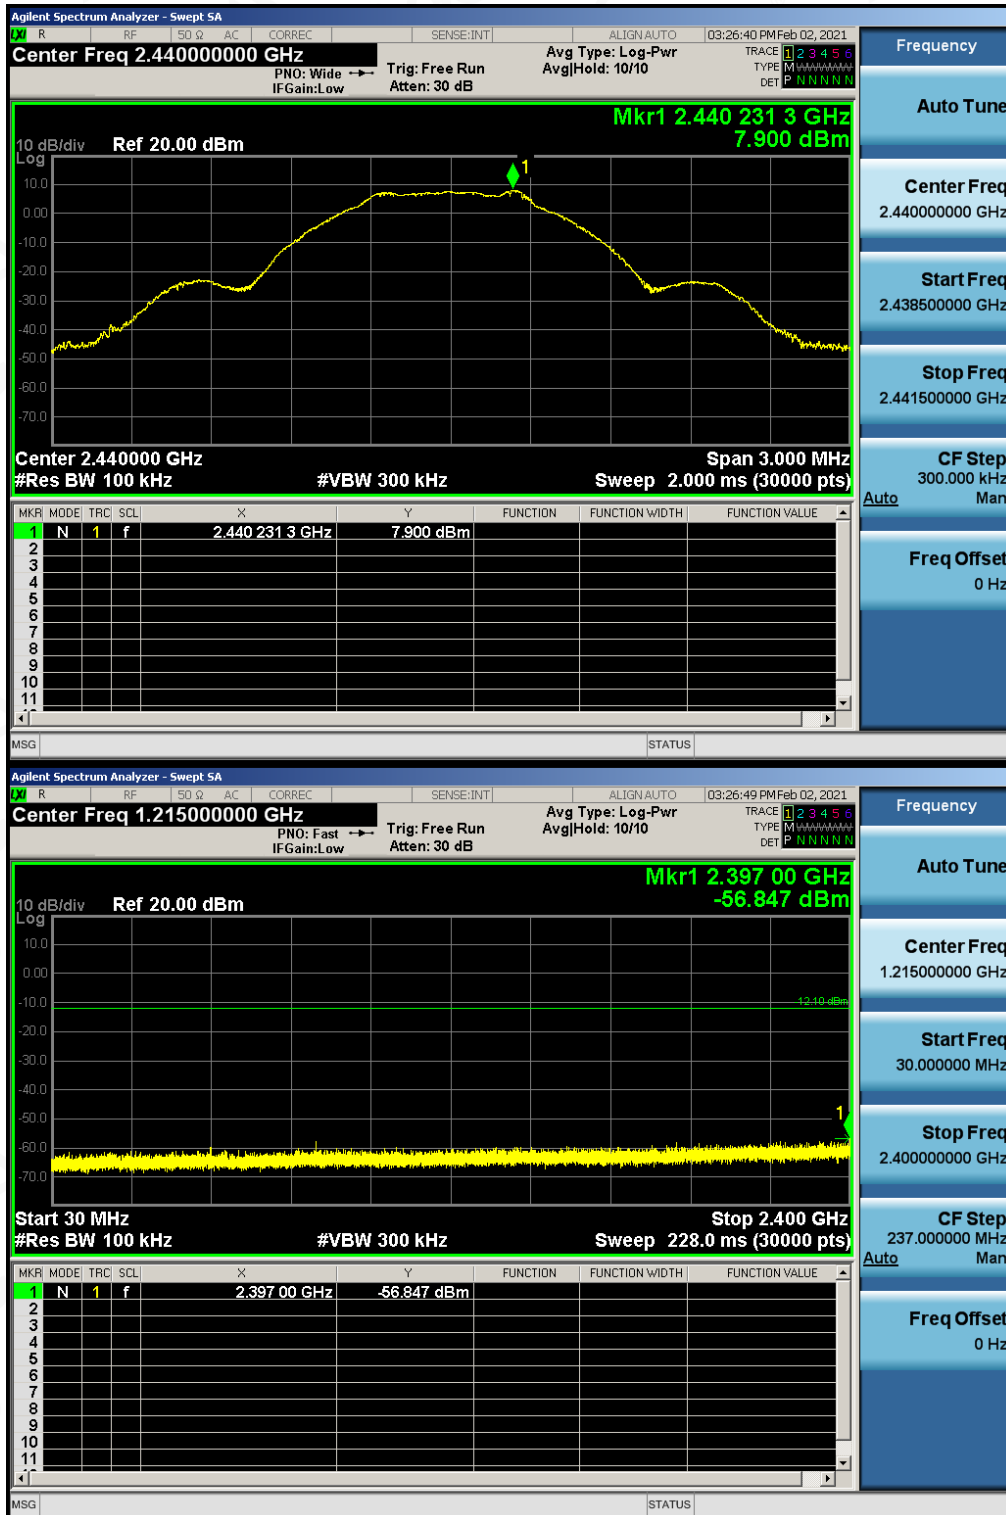 Agilent Spectrum Analyzer - Swept SA
LXI R RF 50 Ω AC CORREC SENSE:INT ALIGN AUTO 03:26:40 PM Feb 02, 2021
Center Freq 2.440000000 GHz
PNO: Wide
IFGain:Low
Trig: Free Run
Atten: 30 dB
Avg Type: Log-Pwr
Avg|Hold: 10/10
TRACE 1 2 3 4 5 6
TYPE M WWWWW
DET P N N N N N
Mkr1 2.440 231 3 GHz
7.900 dBm
10 dB/div Ref 20.00 dBm
Log
1
10.0
0.00
-10.0
-20.0
-30.0
-40.0
-50.0
-60.0
-70.0
Center 2.440000 GHz Span 3.000 MHz
#Res BW 100 kHz #VBW 300 kHz Sweep 2.000 ms (30000 pts)
MKR MODE TRC SCL X Y FUNCTION FUNCTION WIDTH FUNCTION VALUE
1 N 1 f 2.440 231 3 GHz 7.900 dBm
2
3
4
5
6
7
8
9
10
11
MSG STATUS
Frequency
Auto Tune
Center Freq
2.440000000 GHz
Start Freq
2.438500000 GHz
Stop Freq
2.441500000 GHz
CF Step
300.000 kHz
Auto Man
Freq Offset
0 Hz
Agilent Spectrum Analyzer - Swept SA
LXI R RF 50 Ω AC CORREC SENSE:INT ALIGN AUTO 03:26:49 PM Feb 02, 2021
Center Freq 1.215000000 GHz
PNO: Fast
IFGain:Low
Trig: Free Run
Atten: 30 dB
Avg Type: Log-Pwr
Avg|Hold: 10/10
TRACE 1 2 3 4 5 6
TYPE M WWWWW
DET P N N N N N
Mkr1 2.397 00 GHz
-56.847 dBm
10 dB/div Ref 20.00 dBm
Log
10.0
0.00
-10.0
-12.10 dBm
-20.0
-30.0
-40.0
-50.0
1
-60.0
-70.0
Start 30 MHz Stop 2.400 GHz
#Res BW 100 kHz #VBW 300 kHz Sweep 228.0 ms (30000 pts)
MKR MODE TRC SCL X Y FUNCTION FUNCTION WIDTH FUNCTION VALUE
1 N 1 f 2.397 00 GHz -56.847 dBm
2
3
4
5
6
7
8
9
10
11
MSG STATUS
Frequency
Auto Tune
Center Freq
1.215000000 GHz
Start Freq
30.000000 MHz
Stop Freq
2.400000000 GHz
CF Step
237.000000 MHz
Auto Man
Freq Offset
0 Hz